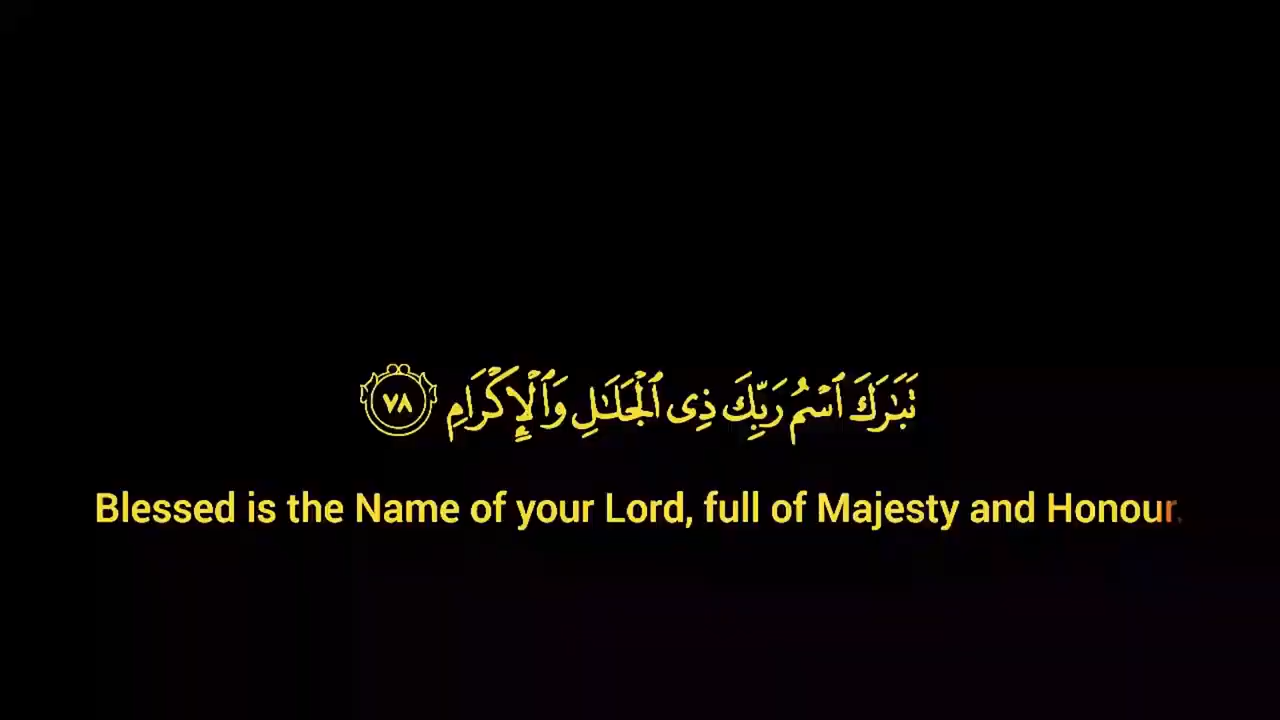 تَبَـٰرَكَ ٱسۡمُ رَبِّكَ ذِی ٱلۡجَلَـٰلِ وَٱلۡإِكۡرَامِ ٧٨
Blessed is the Name of your Lord, full of Majesty and Honour.